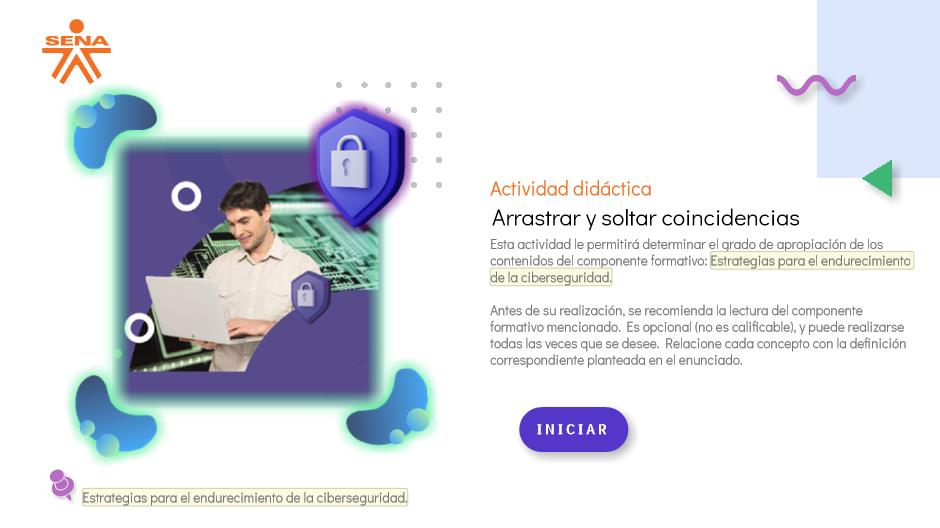 SENA
Actividad didáctica
Arrastrar y soltar coincidencias
Esta actividad le permitirá determinar el grado de apropiación de los
contenidos del componente formativo: Estrategias para el endurecimiento
de la ciberseguridad.
Antes de su realización, se recomienda la lectura del componente
formativo mencionado. Es opcional (no es calificable), y puede realizarse
todas las veces que se desee. Relacione cada concepto con la definición
correspondiente planteada en el enunciado.
INICIAR
Estrategias para el endurecimiento de la ciberseguridad.